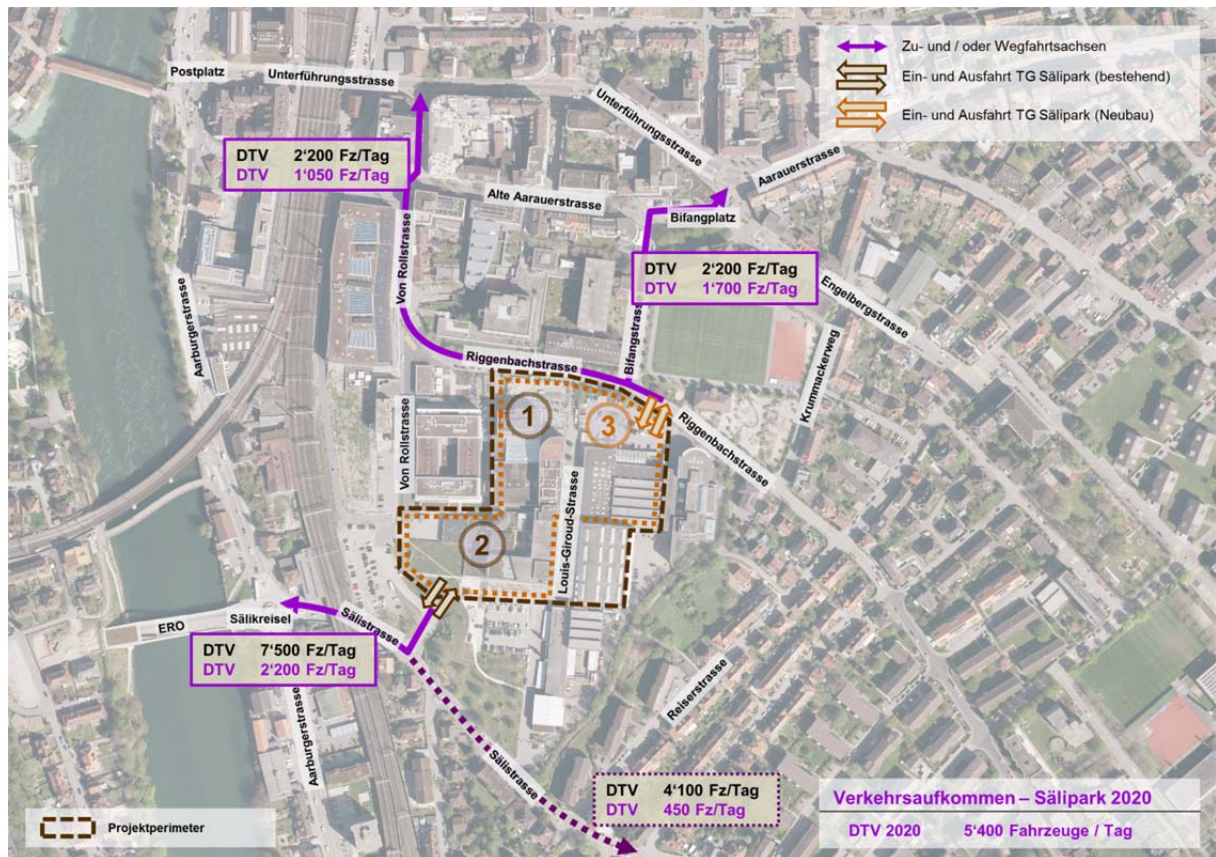 Zu- und / oder Wegfahrtsachsen
Ein- und Ausfahrt TG Sälipark (bestehend)
Ein- und Ausfahrt TG Sälipark (Neubau)
Postplatz
Unterführungsstrasse
Unterführungsstrasse
Aarauerstrasse
DTV 2‘200 Fz/Tag
DTV 1‘050 Fz/Tag
Alte Aarauerstrasse
Bifangplatz
Von Rollstrasse
DTV 2‘200 Fz/Tag
DTV 1‘700 Fz/Tag
Aarburgerstrasse
Engelbergstrasse
Bifangstrasse
Krummackerweg
Riggenbachstrasse
1
3
Riggenbachstrasse
Von Rollstrasse
Louis-Giroud-Strasse
2
ERO
Sälikreisel
Sälistrasse
DTV 7‘500 Fz/Tag
DTV 2‘200 Fz/Tag
Aarburgerstrasse
Reiserstrasse
Sälistrasse
DTV 4‘100 Fz/Tag
DTV 450 Fz/Tag
Projektperimeter
Verkehrsaufkommen – Sälipark 2020
DTV 2020 5‘400 Fahrzeuge / Tag